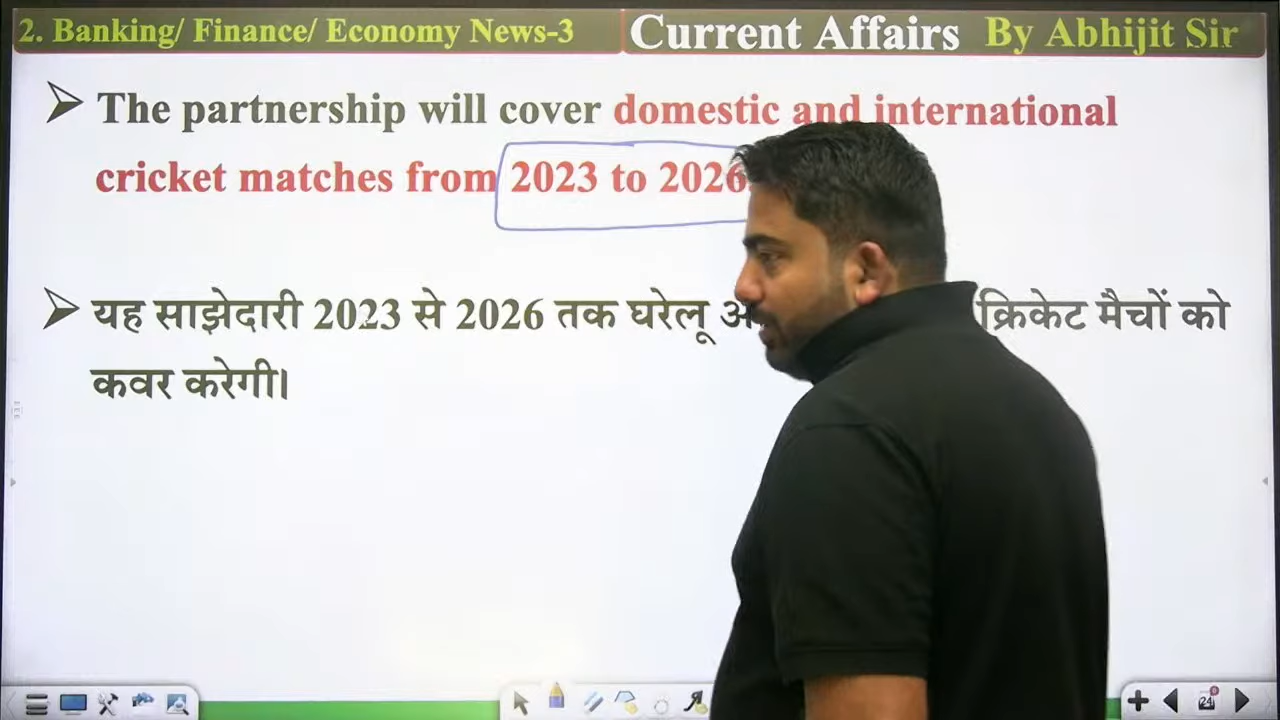 2. Banking/ Finance/ Economy News-3
Current Affairs By Abhijit Sir
The partnership will cover domestic and international
cricket matches from 2023 to 2026
यह साझेदारी 2023 से 2026 तक घरेलू क्रिकेट मैचों को
कवर करेगी।
24